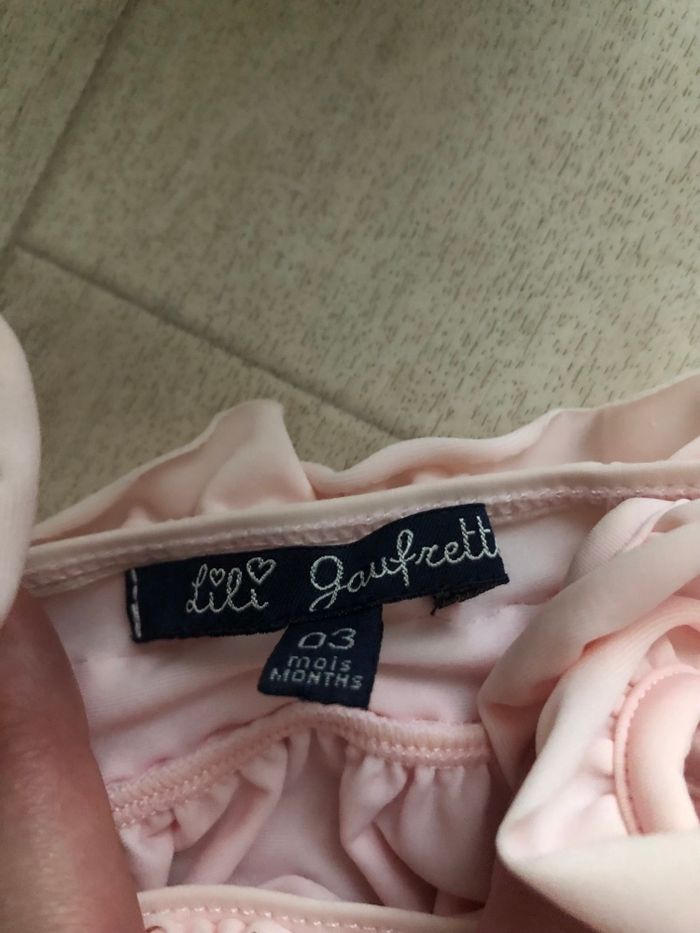 Lili gaufrett
03
mois
MONTHS